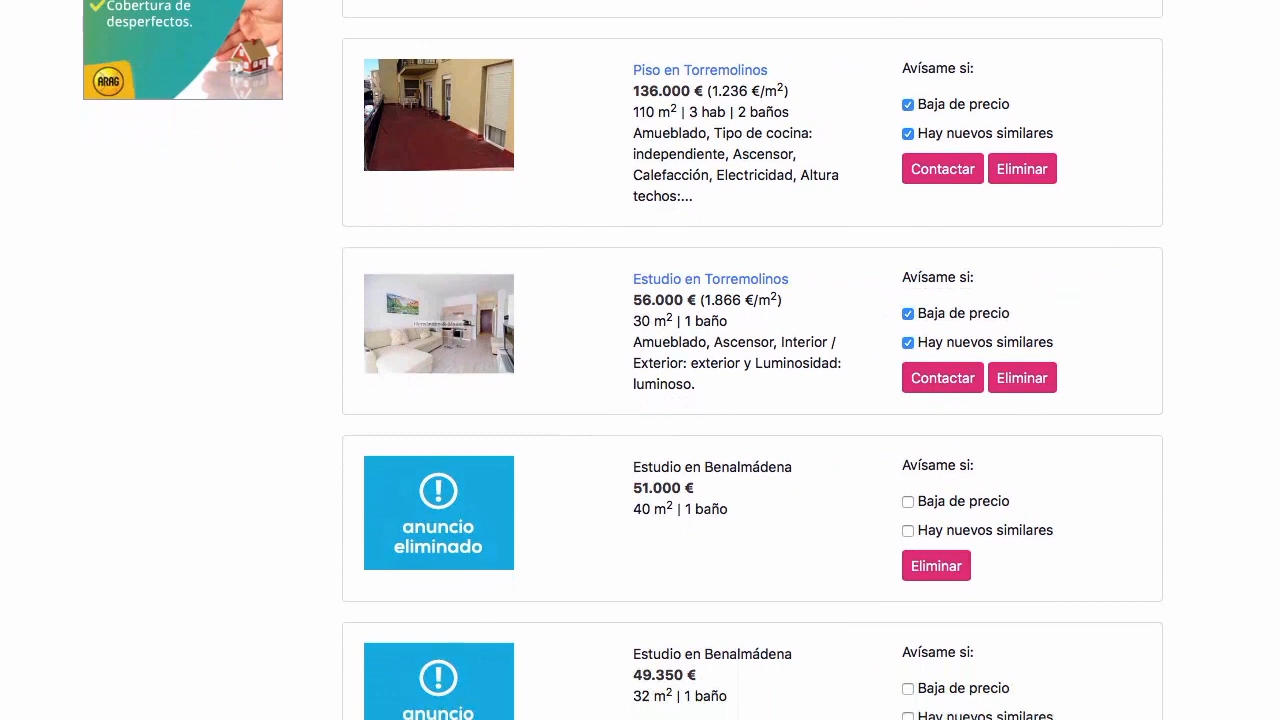 Cobertura de
desperfectos.
ARAG
Piso en Torremolinos
136.000 € (1.236 €/m²)
110 m² | 3 hab | 2 baños
Amueblado, Tipo de cocina:
independiente, Ascensor,
Calefacción, Electricidad, Altura
techos:...
Avísame si:
Baja de precio
Hay nuevos similares
Contactar Eliminar
Estudio en Torremolinos
56.000 € (1.866 €/m²)
30 m² | 1 baño
Amueblado, Ascensor, Interior /
Exterior: exterior y Luminosidad:
luminoso.
Avísame si:
Baja de precio
Hay nuevos similares
Contactar Eliminar
anuncio
eliminado
Estudio en Benalmádena
51.000 €
40 m² | 1 baño
Avísame si:
Baja de precio
Hay nuevos similares
Eliminar
anuncio
Estudio en Benalmádena
49.350 €
32 m² | 1 baño
Avísame si:
Baja de precio
Hay nuevos similares